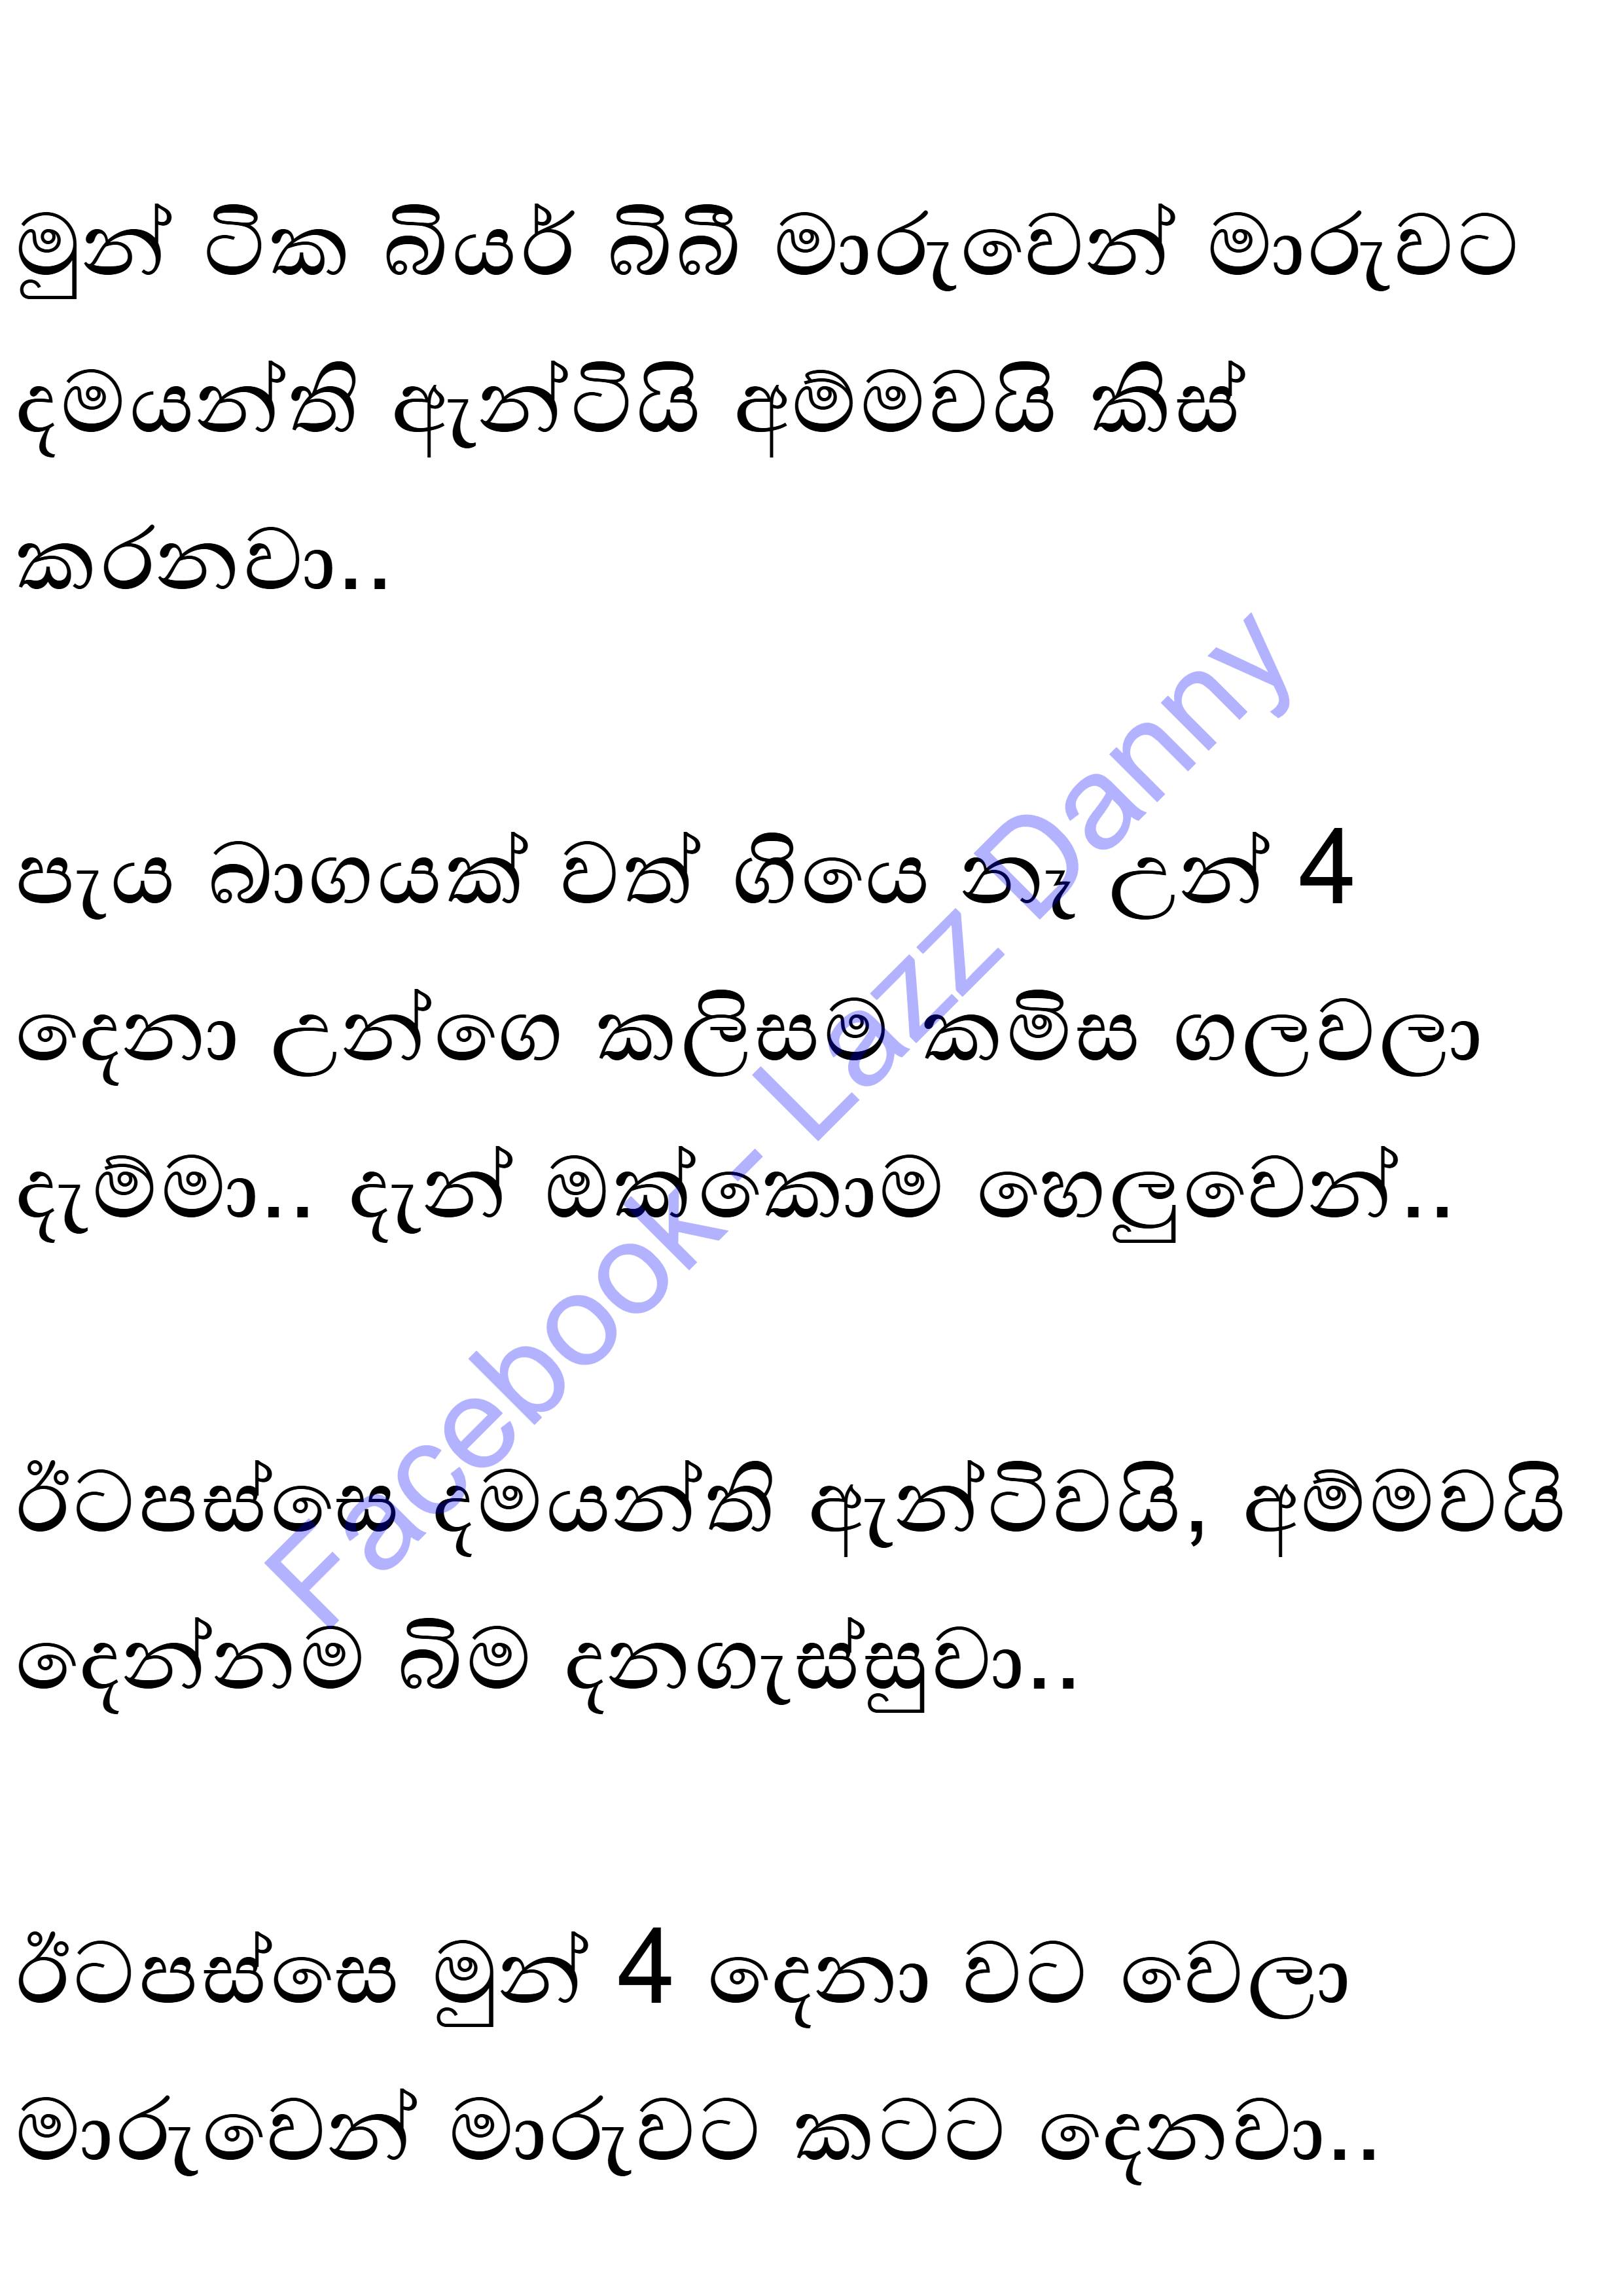 මුන් ටික බියර් බිබී මාරුවෙන් මාරුවට
දමයන්ති ඇන්ටියි අම්මවයි කිස්
කරනවා..
පැය බාගයක් වත් ගියෙ නෑ උන් 4
දෙනා උන්ගෙ කලිසම කමිස ගලවලා
දැම්මා.. දැන් ඔක්කොම හෙලුවෙන්..
ඊටපස්සෙ දමයන්ති ඇන්ටිවයි, අම්මවයි
දෙන්නම බිම දනගැස්සුවා..
ඊටපස්සෙ මුන් 4 දෙනා වට වෙලා
මාරුවෙන් මාරුවට කටට දෙනවා..
Facebook - Lazz Danny